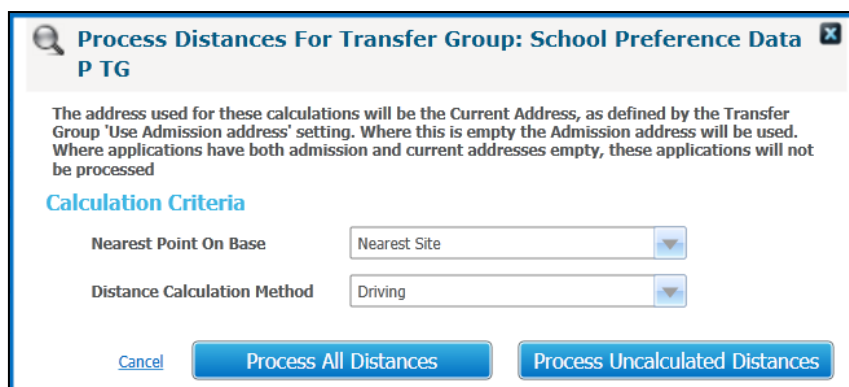 Process Distances For Transfer Group: School Preference Data
P TG
The address used for these calculations will be the Current Address, as defined by the Transfer
Group 'Use Admission address' setting. Where this is empty the Admission address will be used.
Where applications have both admission and current addresses empty, these applications will not
be processed
Calculation Criteria
Nearest Point On Base Nearest Site
Distance Calculation Method Driving
Cancel Process All Distances Process Uncalculated Distances